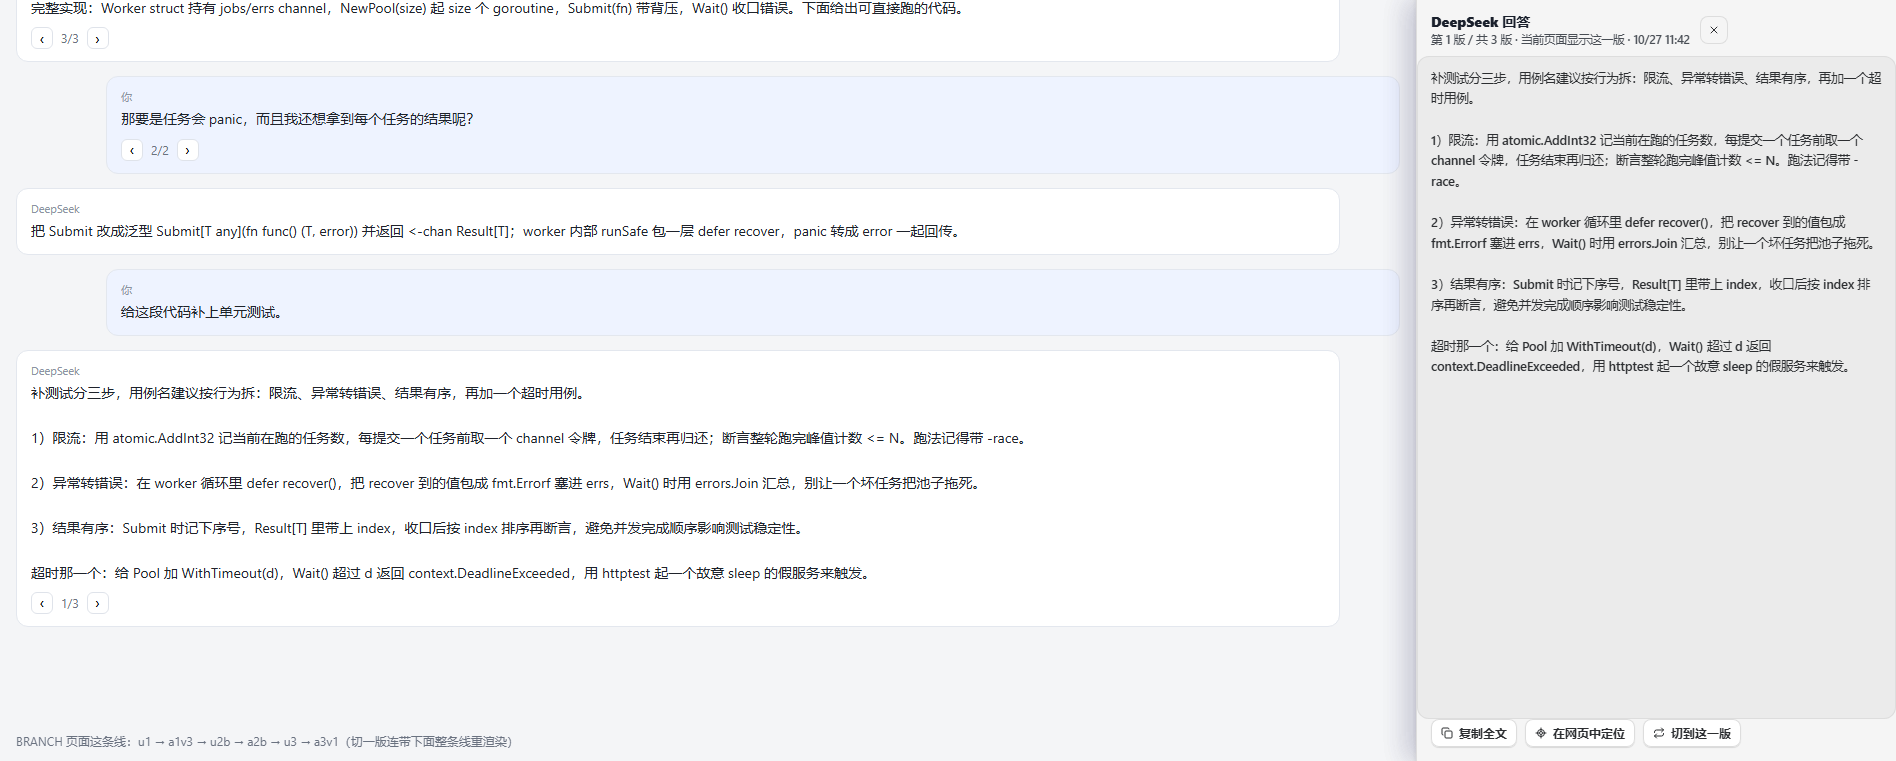 完整实现：Worker struct 持有 jobs/errs channel，NewPool(size) 起 size 个 goroutine，Submit(fn) 带背压，Wait() 收口错误。下面给出可直接跑的代码。
‹ 3/3 ›
你
那要是任务会 panic，而且我还想拿到每个任务的结果呢？
‹ 2/2 ›
DeepSeek
把 Submit 改成泛型 Submit[T any](fn func() (T, error)) 并返回 <-chan Result[T]；worker 内部 runSafe 包一层 defer recover，panic 转成 error 一起回传。
你
给这段代码补上单元测试。
DeepSeek
补测试分三步，用例名建议按行为拆：限流、异常转错误、结果有序，再加一个超时用例。
1）限流：用 atomic.AddInt32 记当前在跑的任务数，每提交一个任务前取一个 channel 令牌，任务结束再归还；断言整轮跑完峰值计数 <= N。跑法记得带 -race。
2）异常转错误：在 worker 循环里 defer recover()，把 recover 到的值包成 fmt.Errorf 塞进 errs，Wait() 时用 errors.Join 汇总，别让一个坏任务把池子拖死。
3）结果有序：Submit 时记下序号，Result[T] 里带上 index，收口后按 index 排序再断言，避免并发完成顺序影响测试稳定性。
超时那一个：给 Pool 加 WithTimeout(d)，Wait() 超过 d 返回 context.DeadlineExceeded，用 httptest 起一个故意 sleep 的假服务来触发。
‹ 1/3 ›
BRANCH 页面这条线：u1 → a1v3 → u2b → a2b → u3 → a3v1（切一版连带下面整条线重渲染）
DeepSeek 回答
第 1 版 / 共 3 版 · 当前页面显示这一版 · 10/27 11:42
×
补测试分三步，用例名建议按行为拆：限流、异常转错误、结果有序，再加一个超
时用例。
1）限流：用 atomic.AddInt32 记当前在跑的任务数，每提交一个任务前取一个
channel 令牌，任务结束再归还；断言整轮跑完峰值计数 <= N。跑法记得带 -
race。
2）异常转错误：在 worker 循环里 defer recover()，把 recover 到的值包成
fmt.Errorf 塞进 errs，Wait() 时用 errors.Join 汇总，别让一个坏任务把池子拖死。
3）结果有序：Submit 时记下序号，Result[T] 里带上 index，收口后按 index 排
序再断言，避免并发完成顺序影响测试稳定性。
超时那一个：给 Pool 加 WithTimeout(d)，Wait() 超过 d 返回
context.DeadlineExceeded，用 httptest 起一个故意 sleep 的假服务来触发。
复制全文 在网页中定位 切到这一版